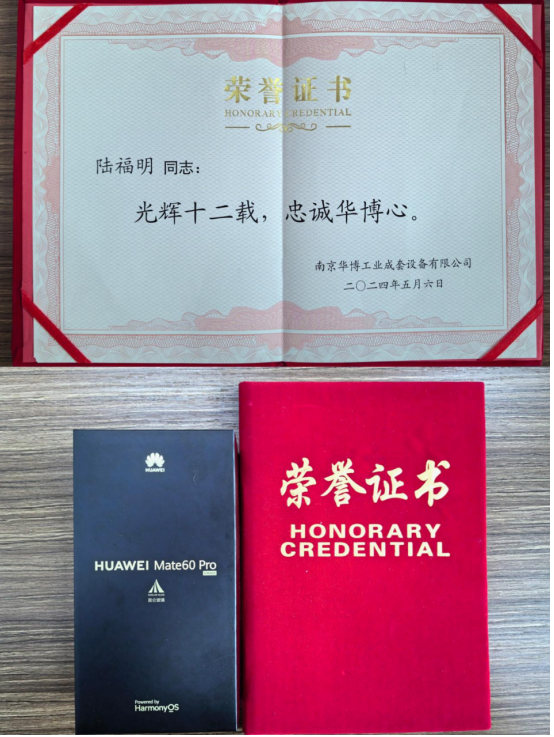 荣誉证书
HONORARY CREDENTIAL
陆福明 同志：
光辉十二载，忠诚华博心。
南京华博工业成套设备有限公司
二〇二四年五月六日
HUAWEI
HUAWEI Mate60 Pro
Powered by
HarmonyOS
荣誉证书
HONORARY
CREDENTIAL